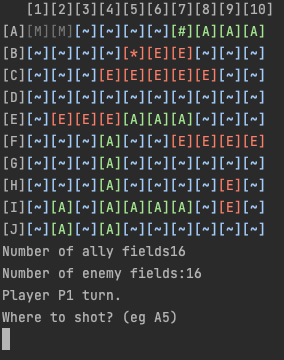 [1][2][3][4][5][6][7][8][9][10]
[A][M][M][~][~][~][~][#][A][A][A]
[B][~][~][~][~][*][E][E][~][~][~]
[C][~][~][~][E][E][E][E][E][~][~]
[D][~][~][~][~][~][~][~][~][~][~]
[E][~][E][E][E][A][A][A][~][~][~]
[F][~][~][~][A][~][~][E][E][E][E]
[G][~][~][~][A][~][~][~][~][~][~]
[H][~][~][~][A][~][~][~][~][E][~]
[I][~][A][~][A][A][A][A][~][E][~]
[J][~][A][~][A][~][~][~][~][~][~]
Number of ally fields16
Number of enemy fields:16
Player P1 turn.
Where to shot? (eg A5)